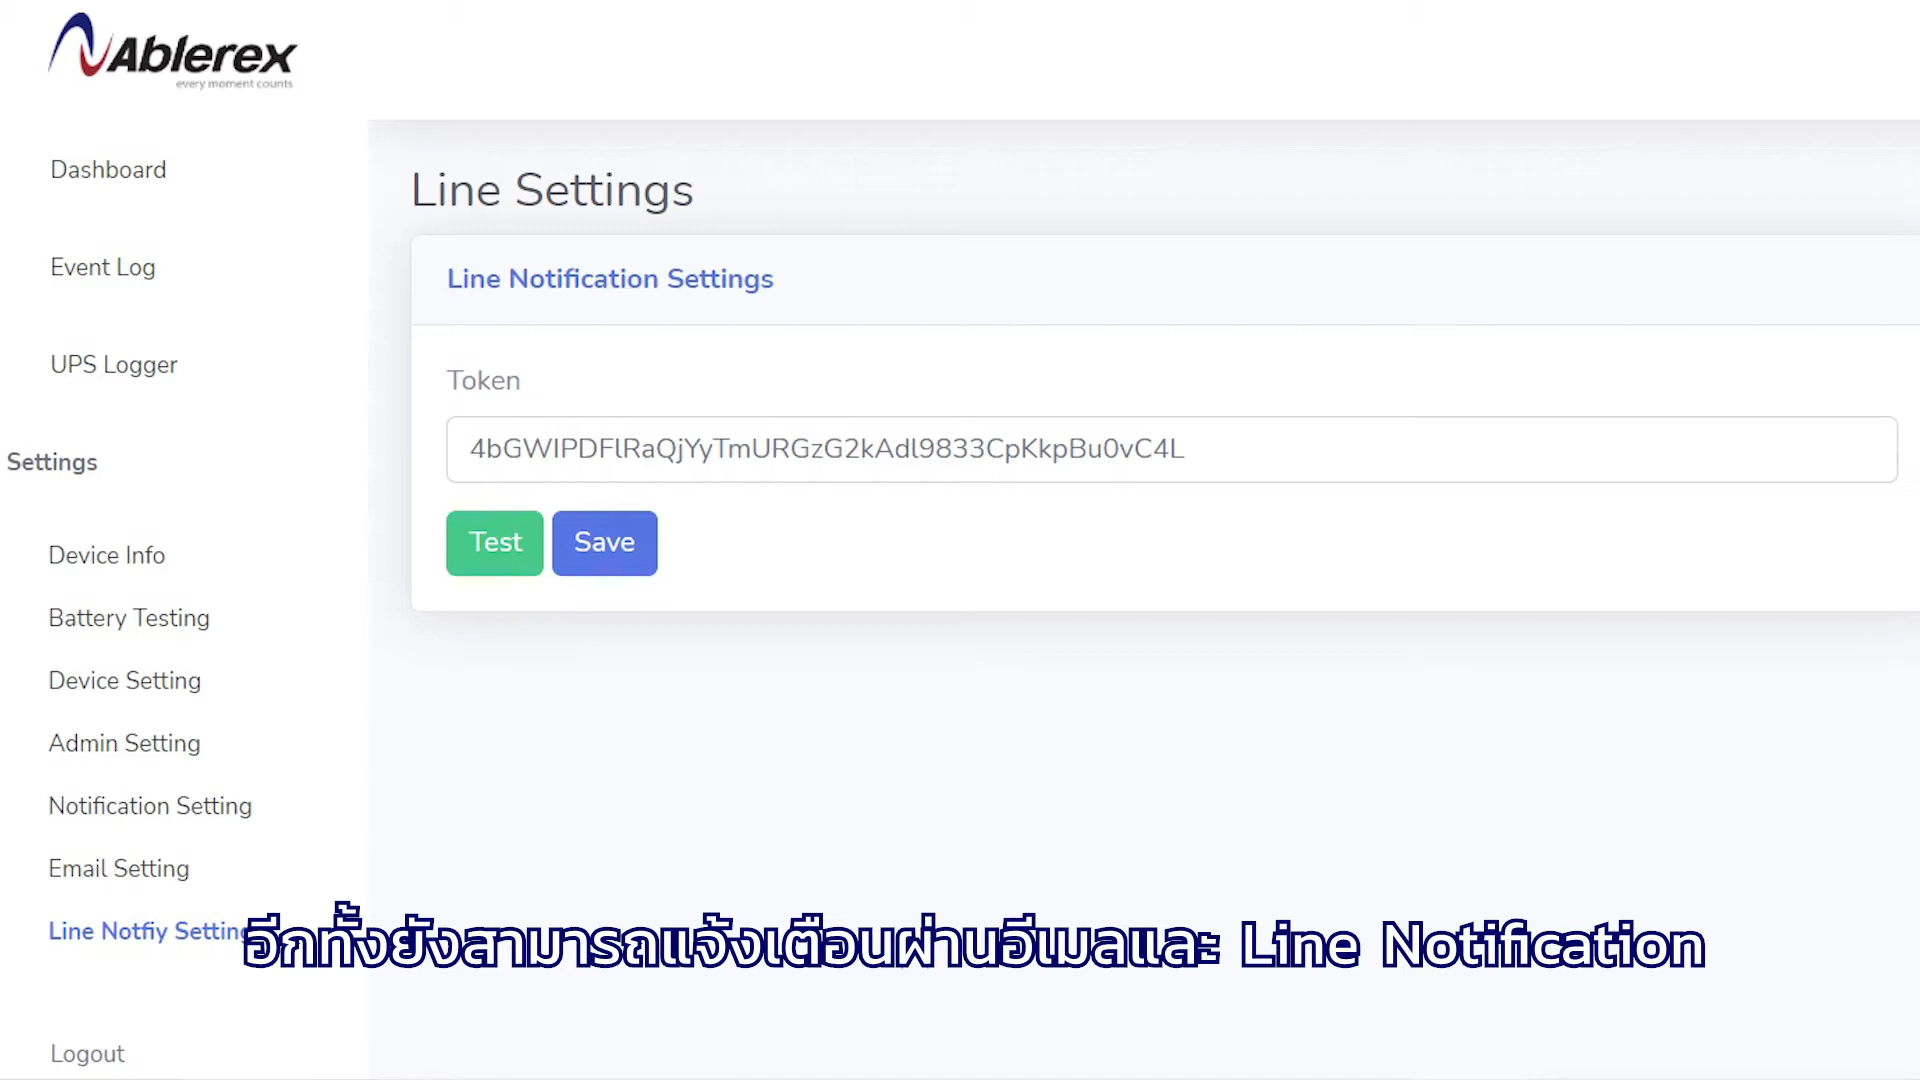 Ablerex
every moment counts
Dashboard
Event Log
UPS Logger
Settings
Device Info
Battery Testing
Device Setting
Admin Setting
Notification Setting
Email Setting
Line Notfiy Setting
Logout
Line Settings
Line Notification Settings
Token
4bGWIPDFlRaQjYyTmURGzG2kAdl9833CpKkpBu0vC4L
Test Save
อีกทั้งยังสามารถแจ้งเตือนผ่านอีเมลและ Line Notification